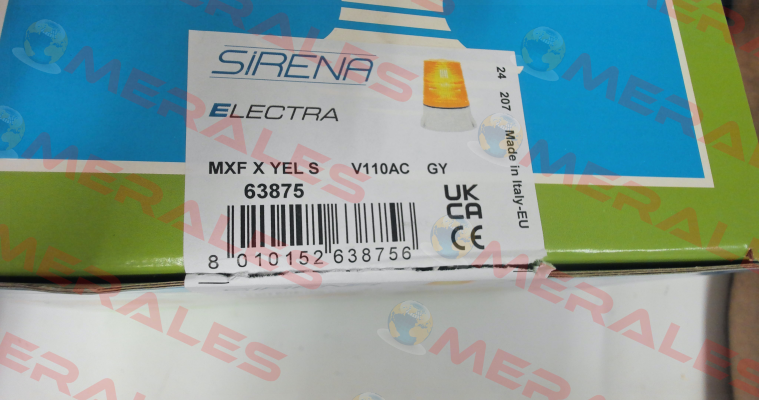 SIRENA
ELECTRA
MXF X YEL S V110AC GY
63875
8 010152 638756
UK
CA
CE
24 207 Made in Italy-EU
MERALES
MERALES
MERALES
MERALES
MERALES
MERALES